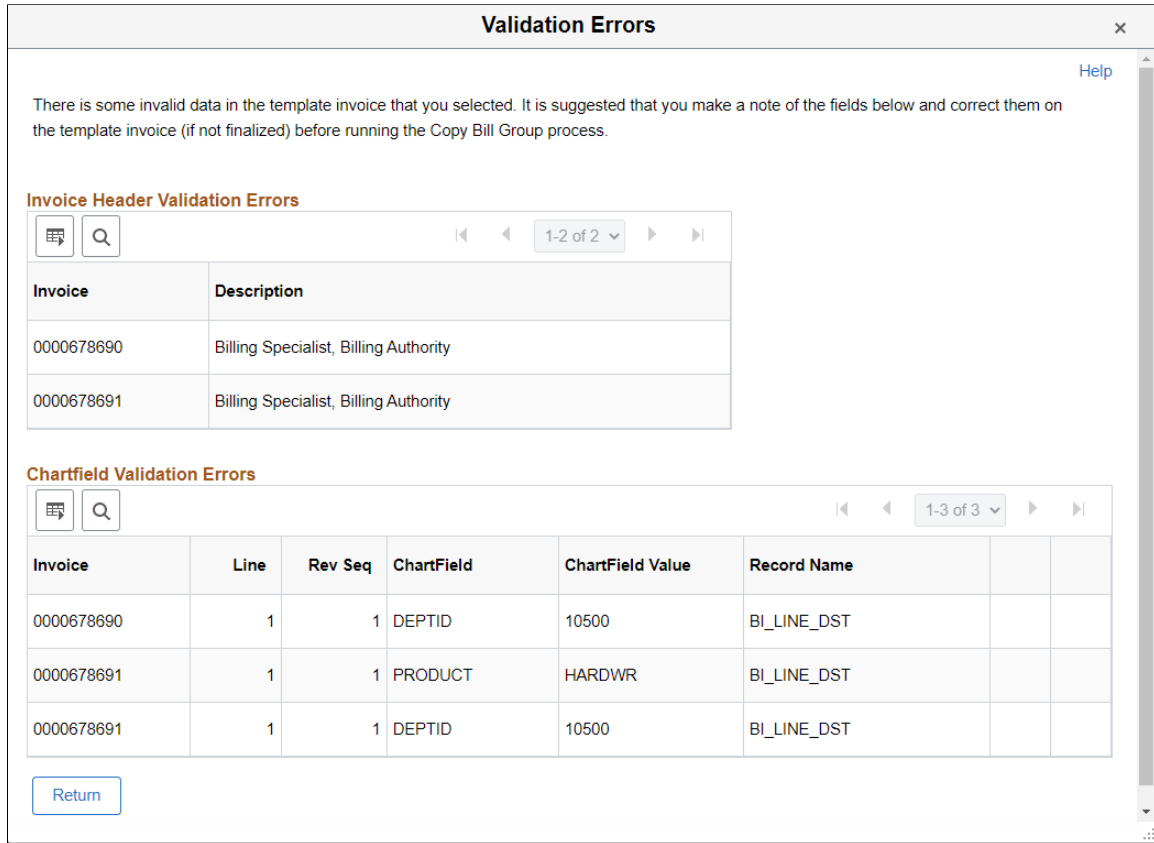 Validation Errors
×
Help
There is some invalid data in the template invoice that you selected. It is suggested that you make a note of the fields below and correct them on
the template invoice (if not finalized) before running the Copy Bill Group process.
Invoice Header Validation Errors
1-2 of 2
Invoice Description
0000678690 Billing Specialist, Billing Authority
0000678691 Billing Specialist, Billing Authority
Chartfield Validation Errors
1-3 of 3
Invoice Line Rev Seq ChartField ChartField Value Record Name
0000678690 1 1 DEPTID 10500 BI_LINE_DST
0000678691 1 1 PRODUCT HARDWR BI_LINE_DST
0000678691 1 1 DEPTID 10500 BI_LINE_DST
Return